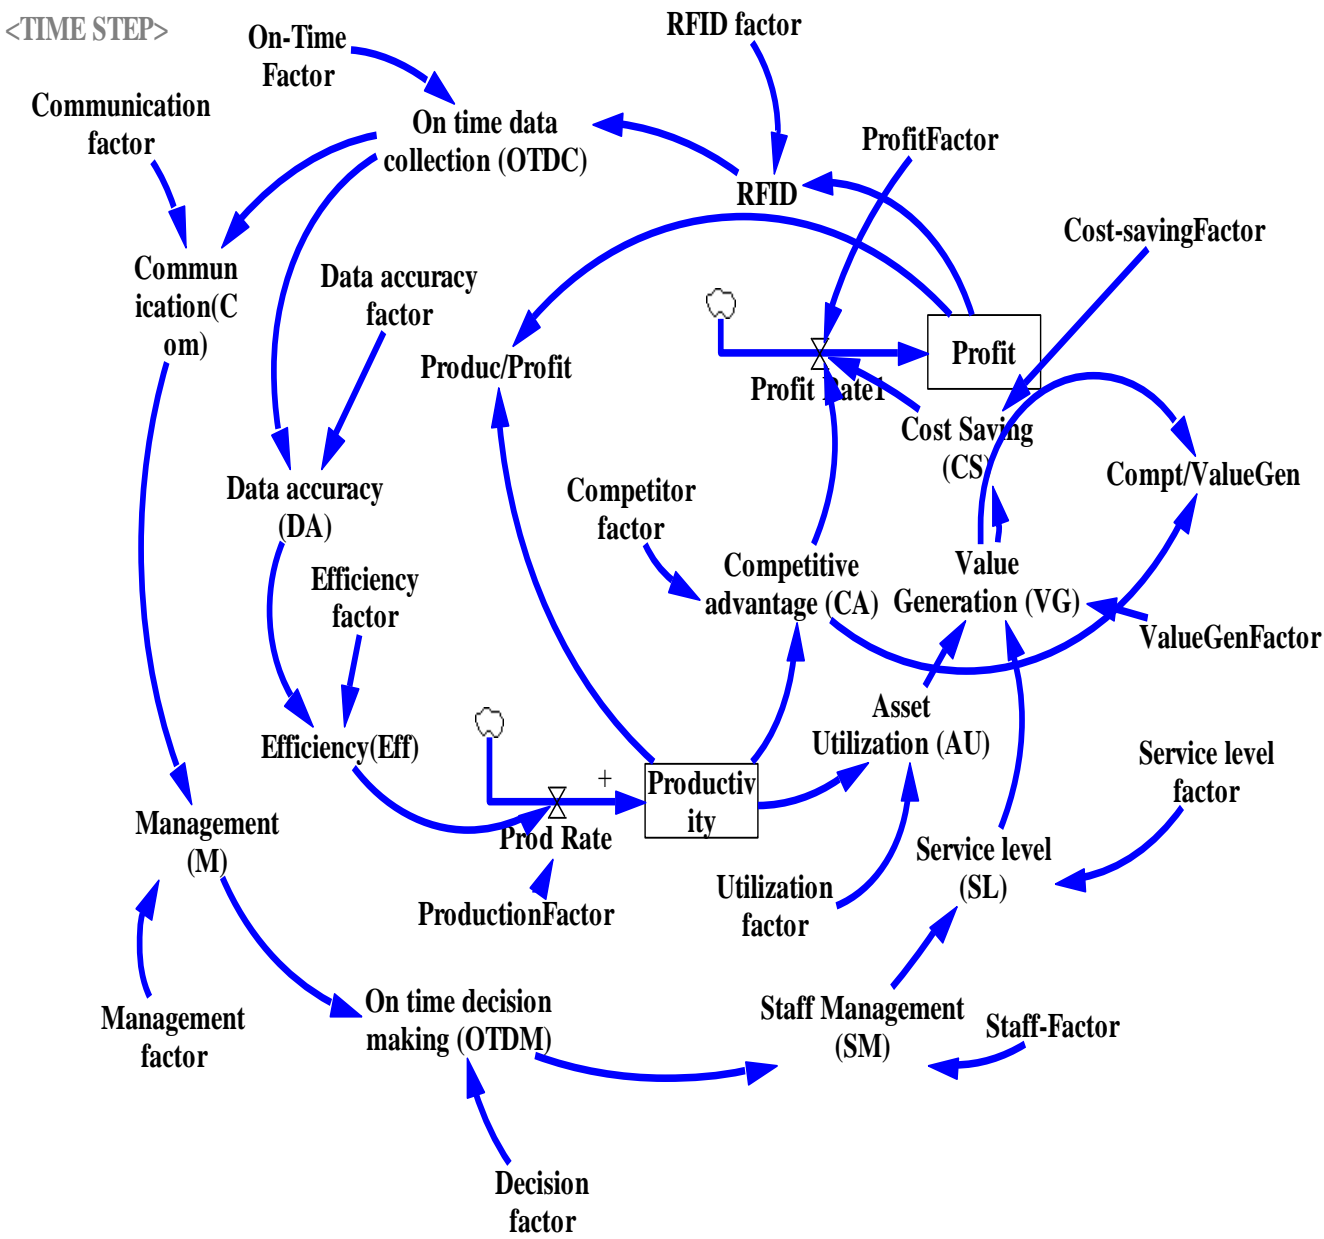 <TIME STEP>
On-Time
Factor
RFID factor
Communication
factor
On time data
collection (OTDC)
ProfitFactor
RFID
Cost-savingFactor
Commun
ication(C
om)
Data accuracy
factor
Produc/Profit
Profit
Profit Rate1
Cost Saving
(CS)
Compt/ValueGen
Data accuracy
(DA)
Competitor
factor
Efficiency
factor
Competitive
advantage (CA)
Value
Generation (VG)
ValueGenFactor
Asset
Utilization (AU)
Efficiency(Eff)
Service level
factor
+
Productiv
ity
Prod Rate
Management
(M)
Service level
(SL)
Utilization
factor
ProductionFactor
Management
factor
On time decision
making (OTDM)
Staff Management
(SM)
Staff-Factor
Decision
factor